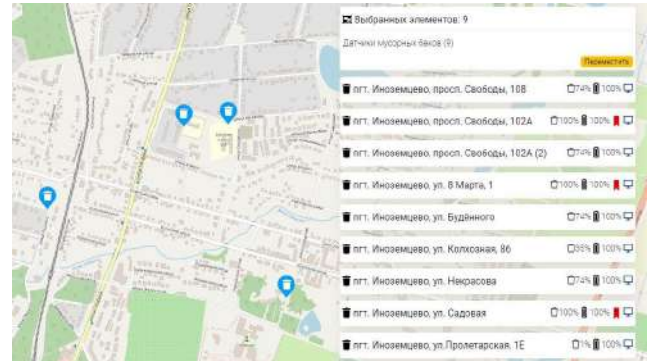 Выбранных элементов: 9
Датчики мусорных баков (9)
Переместить
пгт. Иноземцево, просп. Свободы, 108 74% 100%
пгт. Иноземцево, просп. Свободы, 102А 100% 100%
пгт. Иноземцево, просп. Свободы, 102А (2) 74% 100%
пгт. Иноземцево, ул. 8 Марта, 1 100% 100%
пгт. Иноземцево, ул. Будённого 74% 100%
пгт. Иноземцево, ул. Колхозная, 86 100%
пгт. Иноземцево, ул. Некрасова 74% 100%
пгт. Иноземцево, ул. Садовая 100% 100%
пгт. Иноземцево, ул.Пролетарская, 1Е 1% 100%